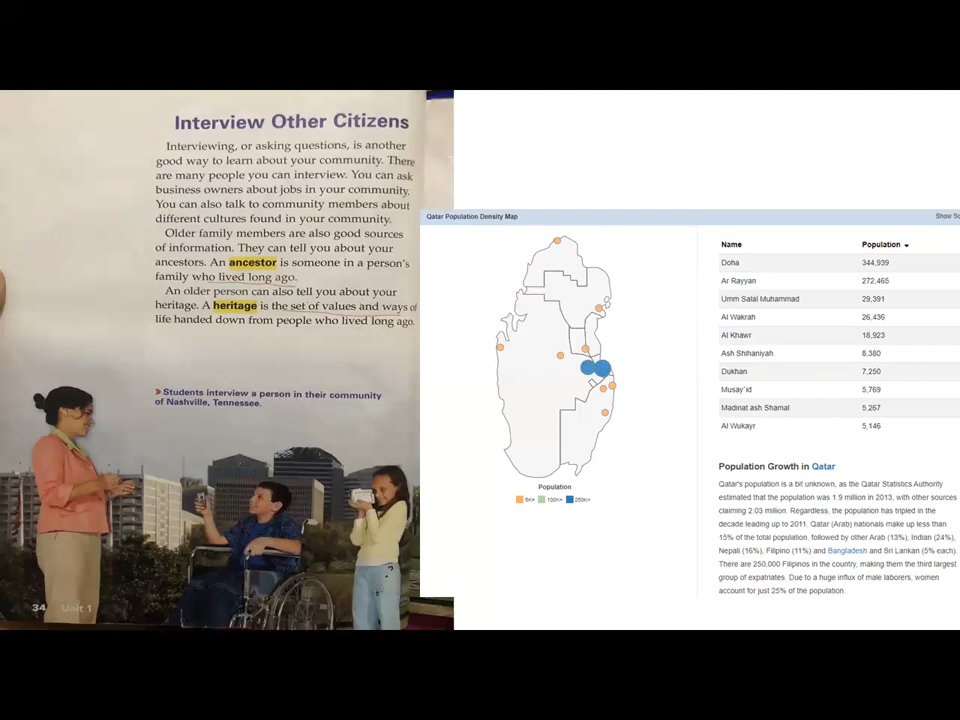 Interview Other Citizens
Interviewing, or asking questions, is another
good way to learn about your community. There
are many people you can interview. You can ask
business owners about jobs in your community.
You can also talk to community members about
different cultures found in your community.
Older family members are also good sources
of information. They can tell you about your
ancestors. An ancestor is someone in a person's
family who lived long ago.
An older person can also tell you about your
heritage. A heritage is the set of values and ways of
life handed down from people who lived long ago.
Students interview a person in their community
of Nashville, Tennessee.
34 Unit 1
Qatar Population Density Map
Show Sc
Population
5K+ 100K+ 250K+
Name Population
Doha 344,939
Ar Rayyan 272,465
Umm Salal Muhammad 29,391
Al Wakrah 26,436
Al Khawr 18,923
Ash Shihaniyah 8,380
Dukhan 7,250
Musay`id 5,769
Madinat ash Shamal 5,267
Al Wukayr 5,146
Population Growth in Qatar
Qatar's population is a bit unknown, as the Qatar Statistics Authority
estimated that the population was 1.9 million in 2013, with other sources
claiming 2.03 million. Regardless, the population has tripled in the
decade leading up to 2011. Qatar (Arab) nationals make up less than
15% of the total population, followed by other Arab (13%), Indian (24%),
Nepali (16%), Filipino (11%) and Bangladesh and Sri Lankan (5% each).
There are 250,000 Filipinos in the country, making them the third largest
group of expatriates. Due to a huge influx of male laborers, women
account for just 25% of the population.